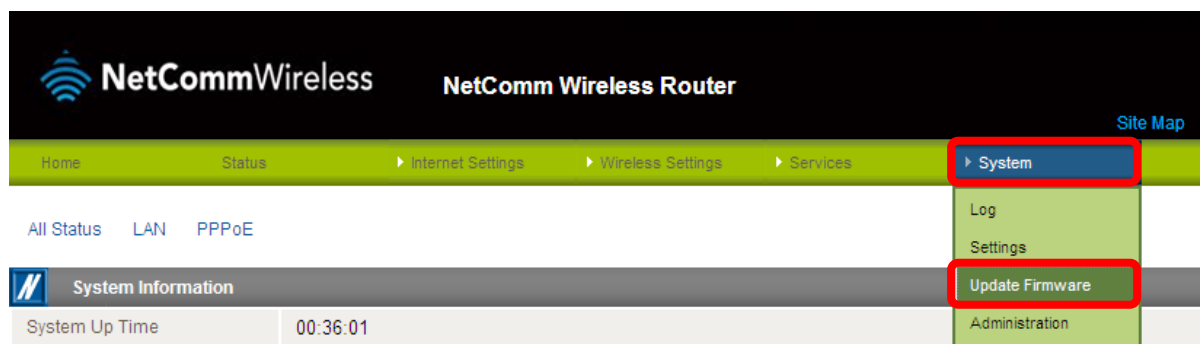 NetCommWireless NetComm Wireless Router
Site Map
Home Status Internet Settings Wireless Settings Services System
Log
All Status LAN PPPoE
Settings
System Information Update Firmware
System Up Time 00:36:01 Administration